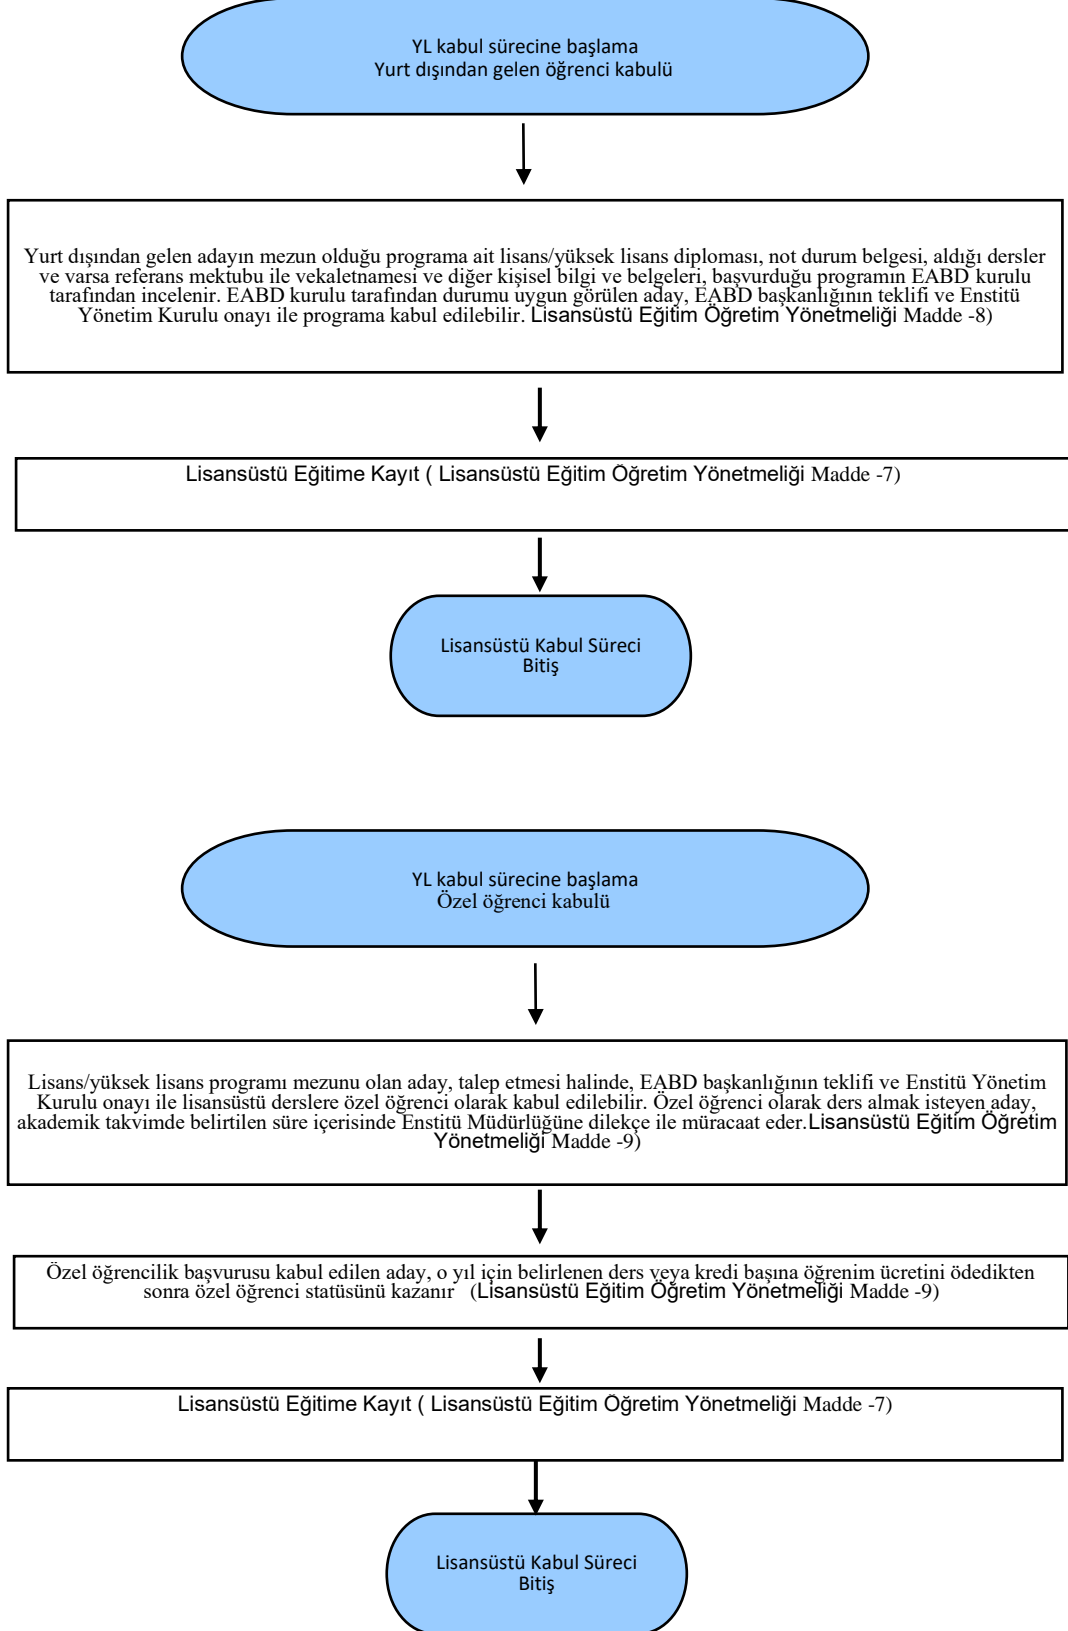 YL kabul sürecine başlama
Yurt dışından gelen öğrenci kabulü
Yurt dışından gelen adayın mezun olduğu programa ait lisans/yüksek lisans diploması, not durum belgesi, aldığı dersler
ve varsa referans mektubu ile vekaletnamesi ve diğer kişisel bilgi ve belgeleri, başvurduğu programın EABD kurulu
tarafından incelenir. EABD kurulu tarafından durumu uygun görülen aday, EABD başkanlığının teklifi ve Enstitü
Yönetim Kurulu onayı ile programa kabul edilebilir. Lisansüstü Eğitim Öğretim Yönetmeliği Madde -8)
Lisansüstü Eğitime Kayıt ( Lisansüstü Eğitim Öğretim Yönetmeliği Madde -7)
Lisansüstü Kabul Süreci
Bitiş
YL kabul sürecine başlama
Özel öğrenci kabulü
Lisans/yüksek lisans programı mezunu olan aday, talep etmesi halinde, EABD başkanlığının teklifi ve Enstitü Yönetim
Kurulu onayı ile lisansüstü derslere özel öğrenci olarak kabul edilebilir. Özel öğrenci olarak ders almak isteyen aday,
akademik takvimde belirtilen süre içerisinde Enstitü Müdürlüğüne dilekçe ile müracaat eder.Lisansüstü Eğitim Öğretim
Yönetmeliği Madde -9)
Özel öğrencilik başvurusu kabul edilen aday, o yıl için belirlenen ders veya kredi başına öğrenim ücretini ödedikten
sonra özel öğrenci statüsünü kazanır (Lisansüstü Eğitim Öğretim Yönetmeliği Madde -9)
Lisansüstü Eğitime Kayıt ( Lisansüstü Eğitim Öğretim Yönetmeliği Madde -7)
Lisansüstü Kabul Süreci
Bitiş